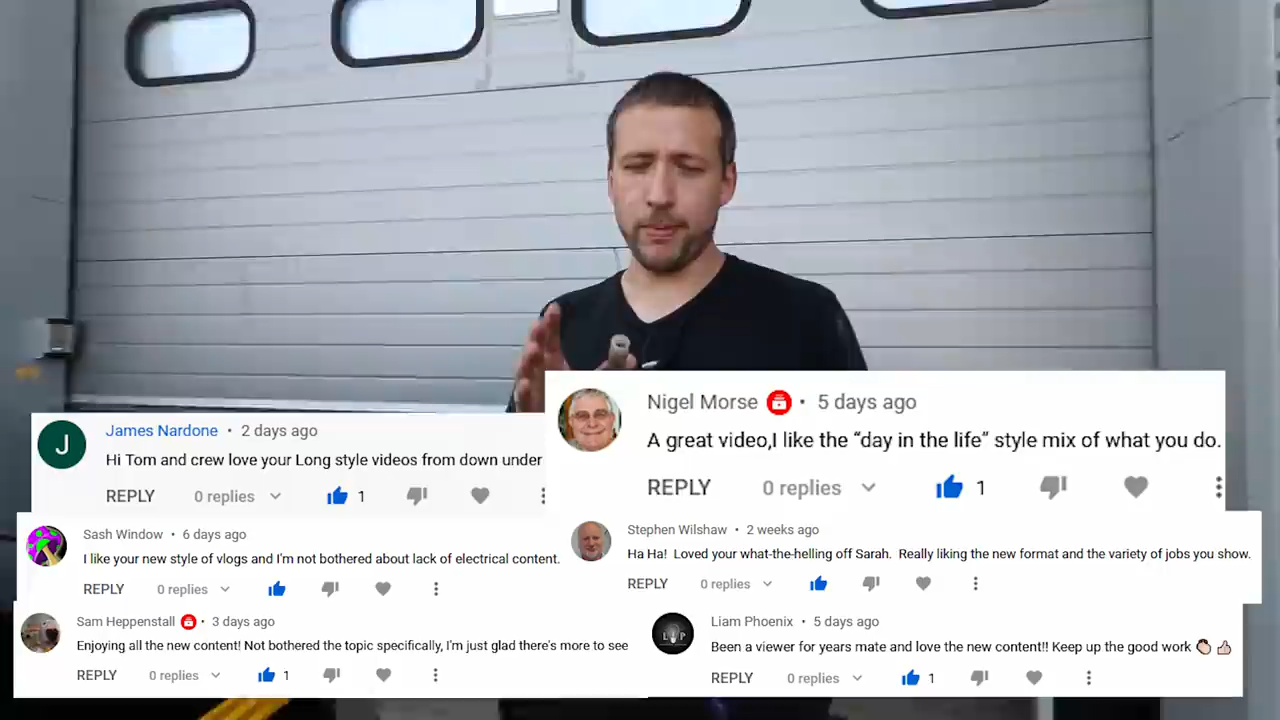 James Nardone • 2 days ago
Hi Tom and crew love your Long style videos from down under
REPLY 0 replies 1
Nigel Morse • 5 days ago
A great video,I like the “day in the life” style mix of what you do.
REPLY 0 replies 1
Sash Window • 6 days ago
I like your new style of vlogs and I'm not bothered about lack of electrical content.
REPLY 0 replies
Stephen Wilshaw • 2 weeks ago
Ha Ha! Loved your what-the-helling off Sarah. Really liking the new format and the variety of jobs you show.
REPLY 0 replies
Sam Heppenstall • 3 days ago
Enjoying all the new content! Not bothered the topic specifically, I'm just glad there's more to see
REPLY 0 replies 1
Liam Phoenix • 5 days ago
Been a viewer for years mate and love the new content!! Keep up the good work 👏🏻 👍🏻
REPLY 0 replies 1